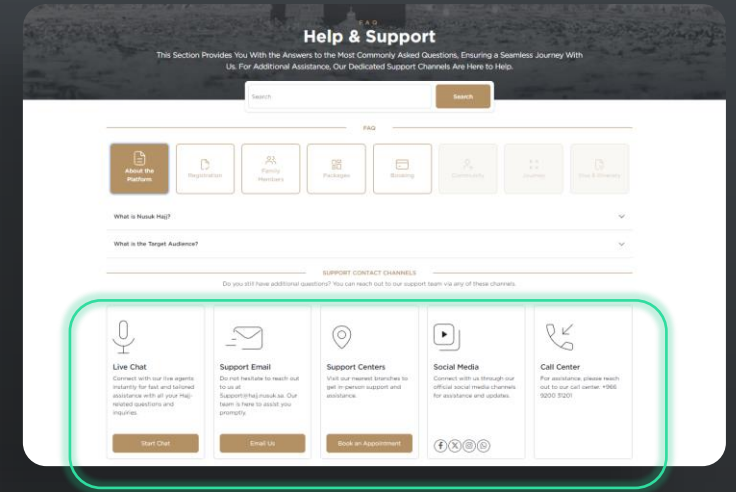 FAQ
Help & Support
This Section Provides You With the Answers to the Most Commonly Asked Questions, Ensuring a Seamless Journey With
Us. For Additional Assistance, Our Dedicated Support Channels Are Here to Help.
Search
Search
FAQ
About the
Platform
Registration
Family
Members
Packages
Booking
Community
Journey
Visa & Itinerary
What is Nusuk Hajj?
What is the Target Audience?
SUPPORT CONTACT CHANNELS
Do you still have additional questions? You can reach out to our support team via any of these channels.
Live Chat
Connect with our live agents
instantly for fast and tailored
assistance with all your Hajj-
related questions and
inquiries
Start Chat
Support Email
Do not hesitate to reach out
to us at
Support@hajj.nusuk.sa. Our
team is here to assist you
promptly.
Email Us
Support Centers
Visit our nearest branches to
get in-person support and
assistance.
Book an Appointment
Social Media
Connect with us through our
official social media channels
for assistance and updates.
Call Center
For assistance, please reach
out to our call center. +966
9200 31201